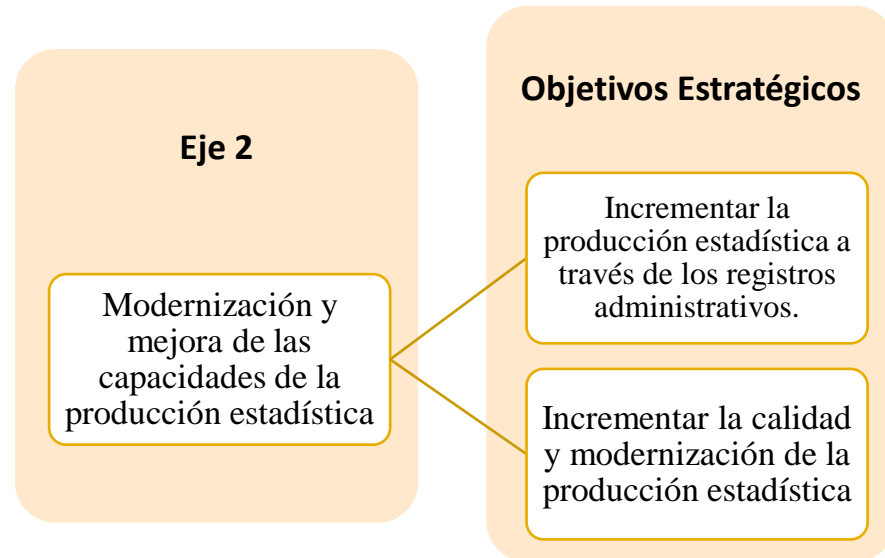 Eje 2
Modernización y
mejora de las
capacidades de la
producción estadística
Objetivos Estratégicos
Incrementar la
producción estadística a
través de los registros
administrativos.
Incrementar la calidad
y modernización de la
producción estadística